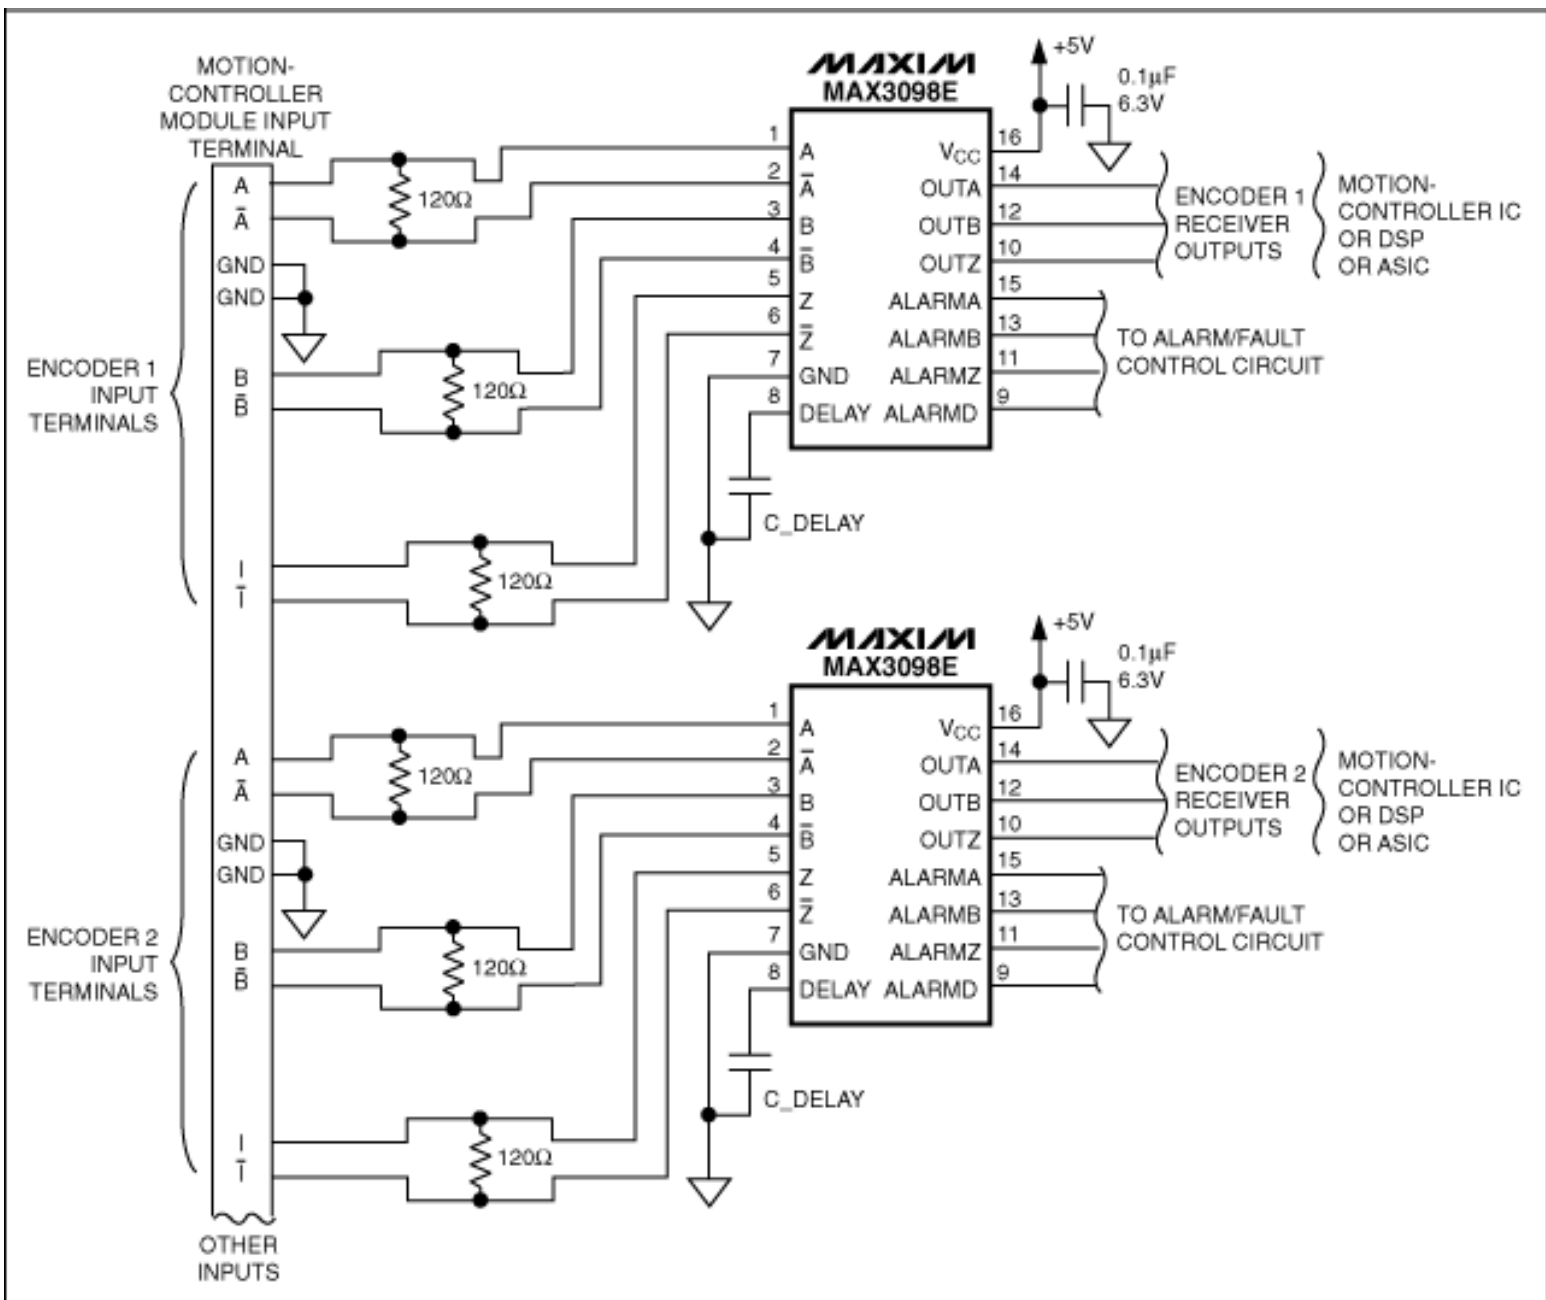 MOTION-
CONTROLLER
MODULE INPUT
TERMINAL
A
A̅
GND
GND
B
B̅
I
I̅
ENCODER 1
INPUT
TERMINALS
120Ω
120Ω
120Ω
MAXIM
MAX3098E
1
2
3
4
5
6
7
8
A
A̅
B
B̅
Z
Z̅
GND
DELAY
VCC
OUTA
OUTB
OUTZ
ALARMA
ALARMB
ALARMZ
ALARMD
16
14
12
10
15
13
11
9
+5V
0.1µF
6.3V
ENCODER 1
RECEIVER
OUTPUTS
MOTION-
CONTROLLER IC
OR DSP
OR ASIC
TO ALARM/FAULT
CONTROL CIRCUIT
C_DELAY
A
A̅
GND
GND
B
B̅
I
I̅
ENCODER 2
INPUT
TERMINALS
120Ω
120Ω
120Ω
MAXIM
MAX3098E
1
2
3
4
5
6
7
8
A
A̅
B
B̅
Z
Z̅
GND
DELAY
VCC
OUTA
OUTB
OUTZ
ALARMA
ALARMB
ALARMZ
ALARMD
16
14
12
10
15
13
11
9
+5V
0.1µF
6.3V
ENCODER 2
RECEIVER
OUTPUTS
MOTION-
CONTROLLER IC
OR DSP
OR ASIC
TO ALARM/FAULT
CONTROL CIRCUIT
C_DELAY
OTHER
INPUTS